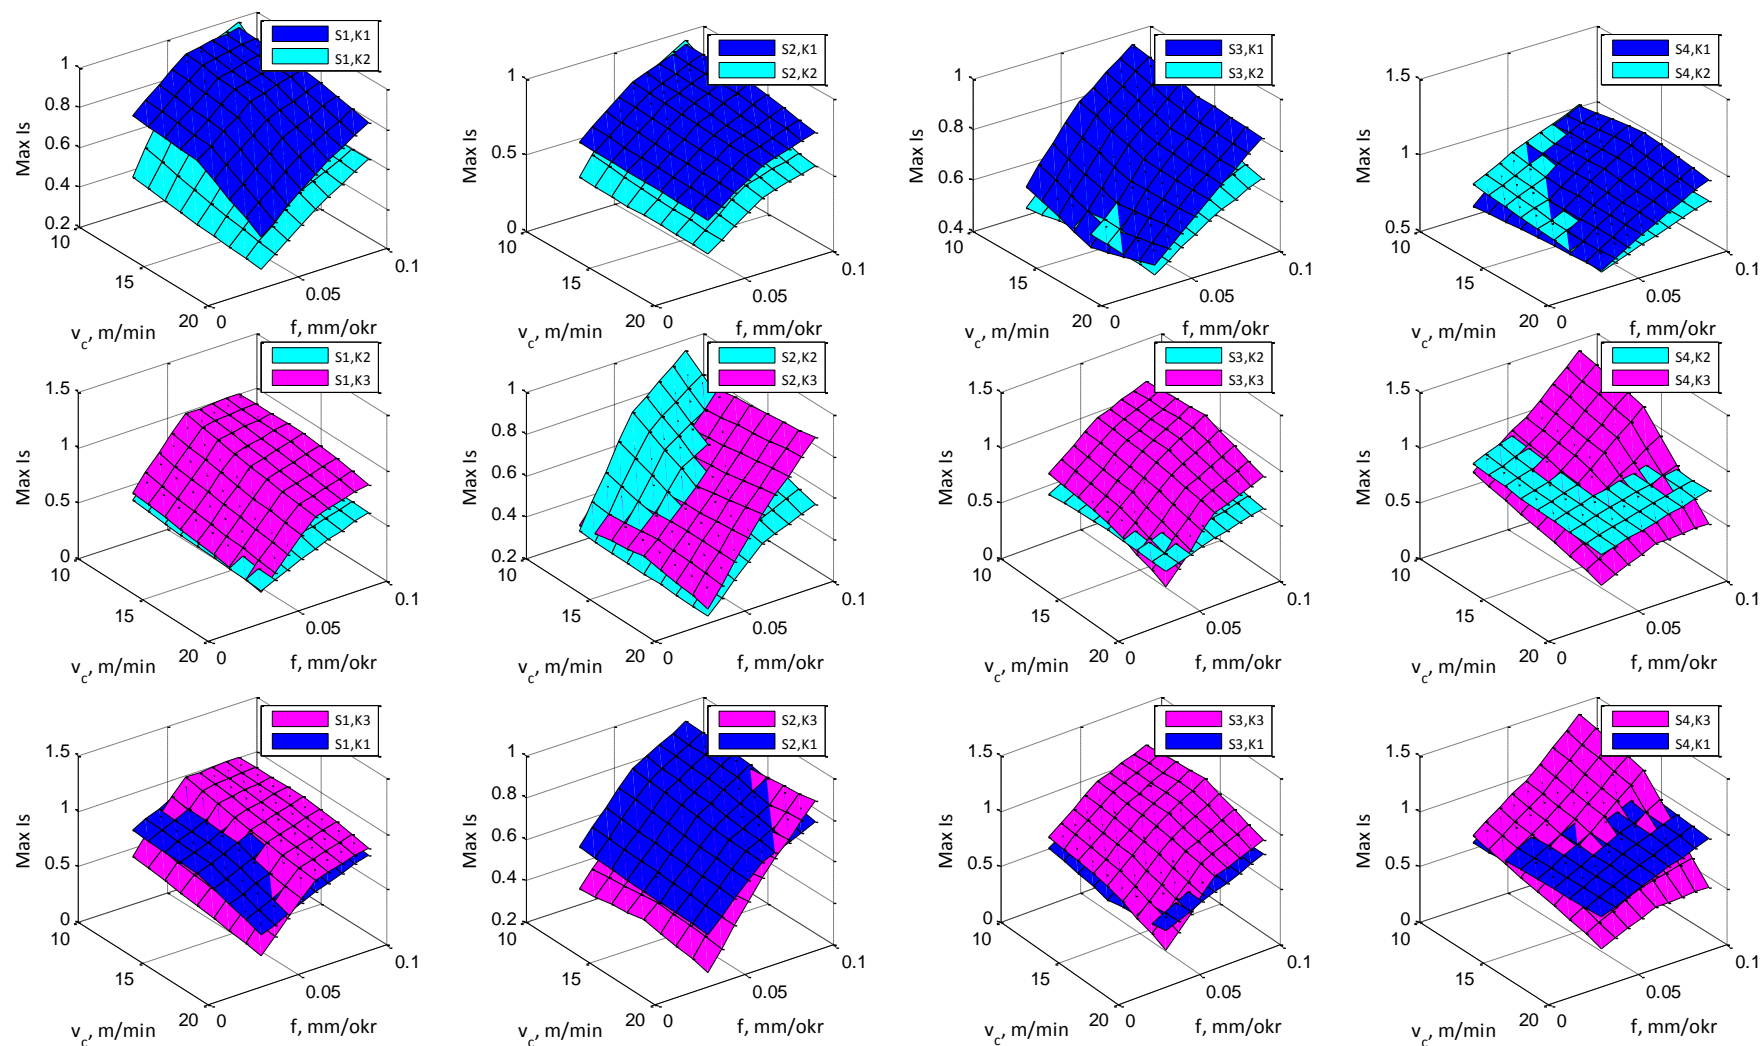 S1,K1
S1,K2
Max Is
1
0.8
0.6
0.4
0.2
10
15
20
0
0.05
0.1
v_c, m/min
f, mm/okr
S2,K1
S2,K2
Max Is
1
0.5
0
10
15
20
0
0.05
0.1
v_c, m/min
f, mm/okr
S3,K1
S3,K2
Max Is
1
0.8
0.6
0.4
10
15
20
0
0.05
0.1
v_c, m/min
f, mm/okr
S4,K1
S4,K2
Max Is
1.5
1
0.5
10
15
20
0
0.05
0.1
v_c, m/min
f, mm/okr
S1,K2
S1,K3
Max Is
1.5
1
0.5
0
10
15
20
0
0.05
0.1
v_c, m/min
f, mm/okr
S2,K2
S2,K3
Max Is
1
0.8
0.6
0.4
0.2
10
15
20
0
0.05
0.1
v_c, m/min
f, mm/okr
S3,K2
S3,K3
Max Is
1.5
1
0.5
0
10
15
20
0
0.05
0.1
v_c, m/min
f, mm/okr
S4,K2
S4,K3
Max Is
1.5
1
0.5
0
10
15
20
0
0.05
0.1
v_c, m/min
f, mm/okr
S1,K3
S1,K1
Max Is
1.5
1
0.5
0
10
15
20
0
0.05
0.1
v_c, m/min
f, mm/okr
S2,K3
S2,K1
Max Is
1
0.8
0.6
0.4
0.2
10
15
20
0
0.05
0.1
v_c, m/min
f, mm/okr
S3,K3
S3,K1
Max Is
1.5
1
0.5
0
10
15
20
0
0.05
0.1
v_c, m/min
f, mm/okr
S4,K3
S4,K1
Max Is
1.5
1
0.5
0
10
15
20
0
0.05
0.1
v_c, m/min
f, mm/okr